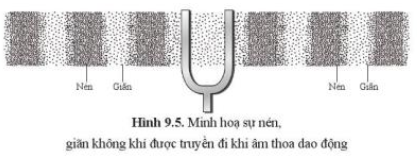 Nén Giãn Nén Giãn
Hình 9.5. Minh hoạ sự nén,
giãn không khí được truyền đi khi âm thoa dao động